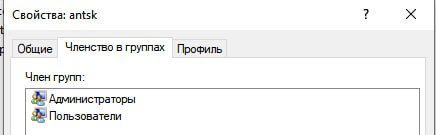 Свойства: antsk
?
Общие
Членство в группах
Профиль
Член групп:
Администраторы
Пользователи